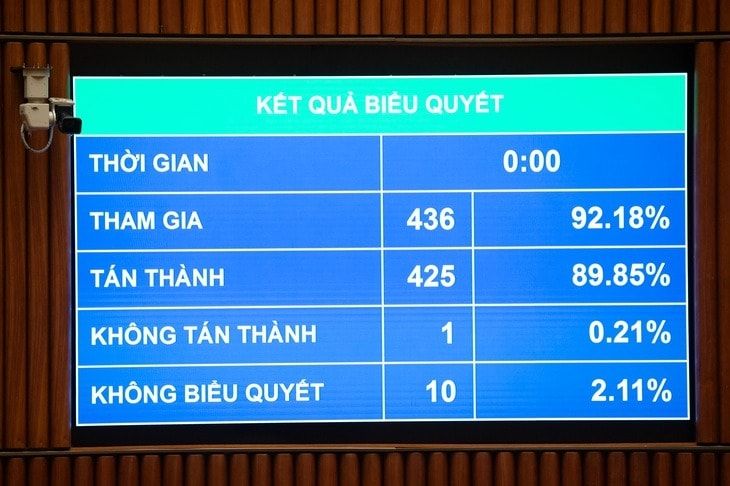 KẾT QUẢ BIỂU QUYẾT
THỜI GIAN 0:00
THAM GIA 436 92.18%
TÁN THÀNH 425 89.85%
KHÔNG TÁN THÀNH 1 0.21%
KHÔNG BIỂU QUYẾT 10 2.11%